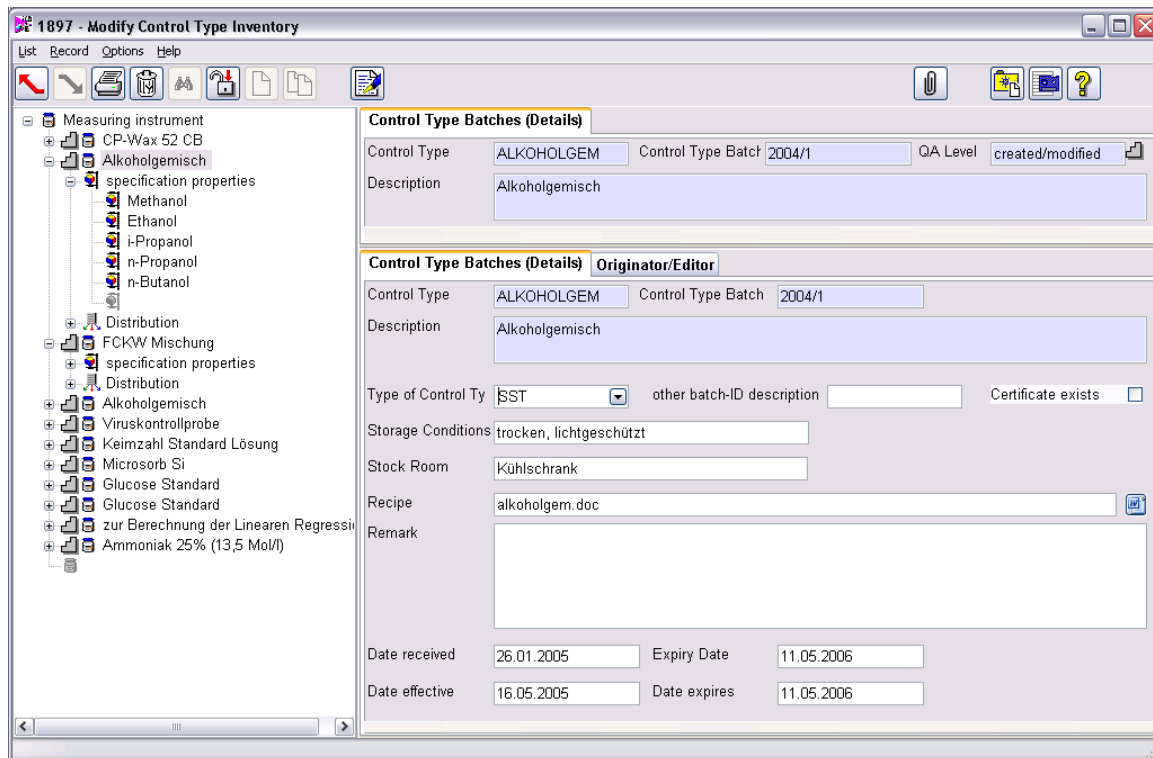 1897 - Modify Control Type Inventory
List Record Options Help
Measuring instrument
CP-Wax 52 CB
Alkoholgemisch
specification properties
Methanol
Ethanol
i-Propanol
n-Propanol
n-Butanol
Distribution
FCKW Mischung
specification properties
Distribution
Alkoholgemisch
Viruskontrollprobe
Keimzahl Standard Lösung
Microsorb Si
Glucose Standard
Glucose Standard
zur Berechnung der Linearen Regressi
Ammoniak 25% (13,5 Mol/l)
Control Type Batches (Details)
Control Type ALKOHOLGEM Control Type Batch 2004/1 QA Level created/modified
Description Alkoholgemisch
Control Type Batches (Details) Originator/Editor
Control Type ALKOHOLGEM Control Type Batch 2004/1
Description Alkoholgemisch
Type of Control Ty SST other batch-ID description Certificate exists
Storage Conditions trocken, lichtgeschützt
Stock Room Kühlschrank
Recipe alkoholgem.doc
Remark
Date received 26.01.2005 Expiry Date 11.05.2006
Date effective 16.05.2005 Date expires 11.05.2006